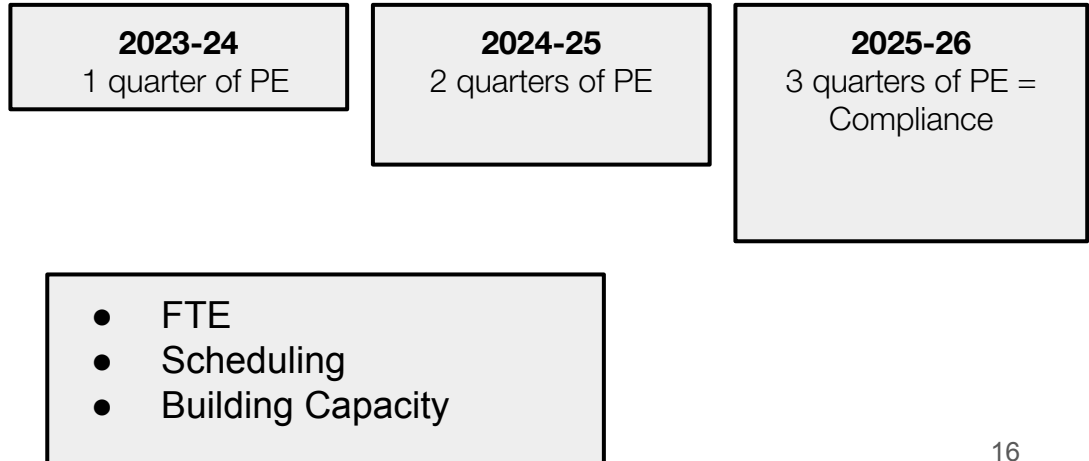 2023-24
1 quarter of PE
2024-25
2 quarters of PE
2025-26
3 quarters of PE =
Compliance
● FTE
● Scheduling
● Building Capacity
16